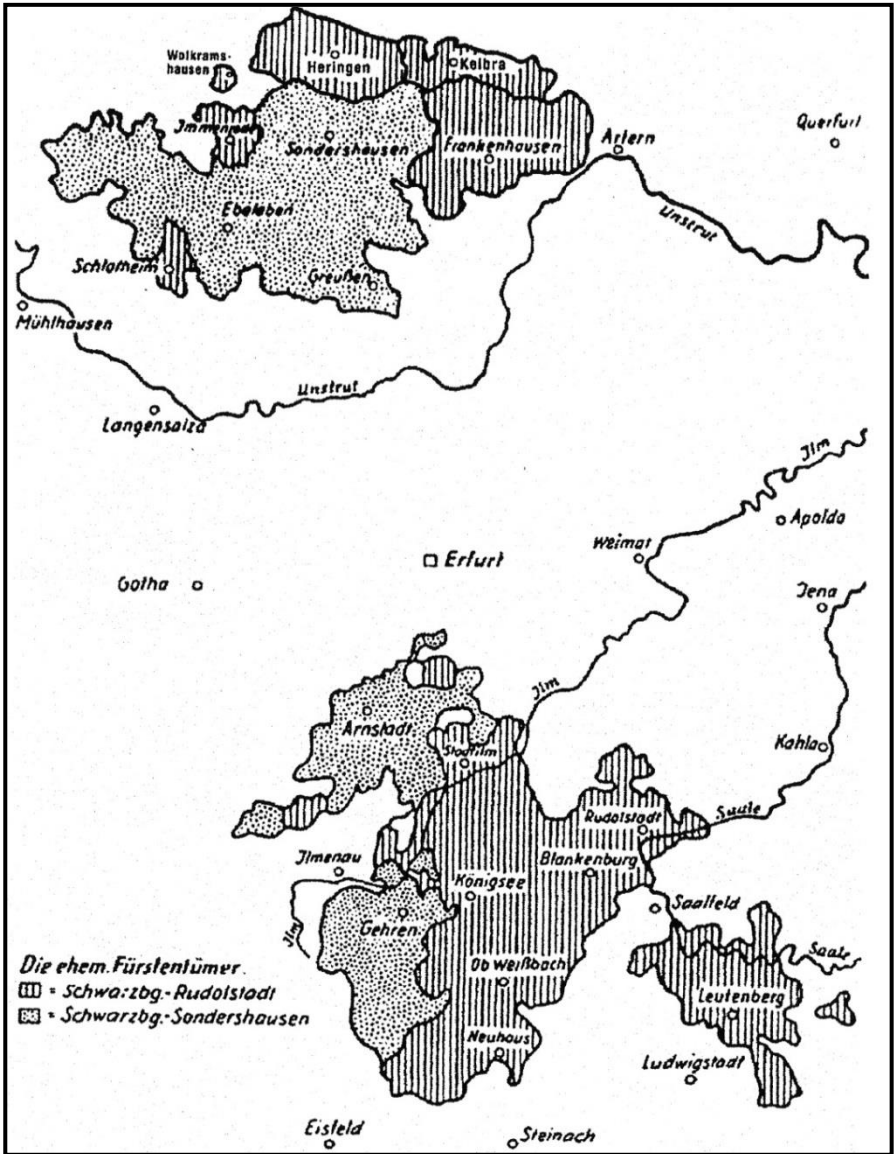 Wolkrams-
hausen
Heringen
Kelbra
Immenrode
Sondershausen
Frankenhausen
Artern
Querfurt
Ebeleben
Unstrut
Schlotheim
Greußen
Mühlhausen
Unstrut
Langensalza
Ilm
Apolda
Weimar
Erfurt
Gotha
Jena
Ilm
Arnstadt
Stadtilm
Kahla
Rudolstadt
Saale
Ilmenau
Blankenburg
Königsee
Saalfeld
Gehren
Ilm
Saale
Die ehem. Fürstentümer.
Ob Weißbach
= Schwarzbg.-Rudolstadt
Leutenberg
= Schwarzbg.-Sondershausen
Neuhaus
Ludwigstadt
Eisfeld
Steinach